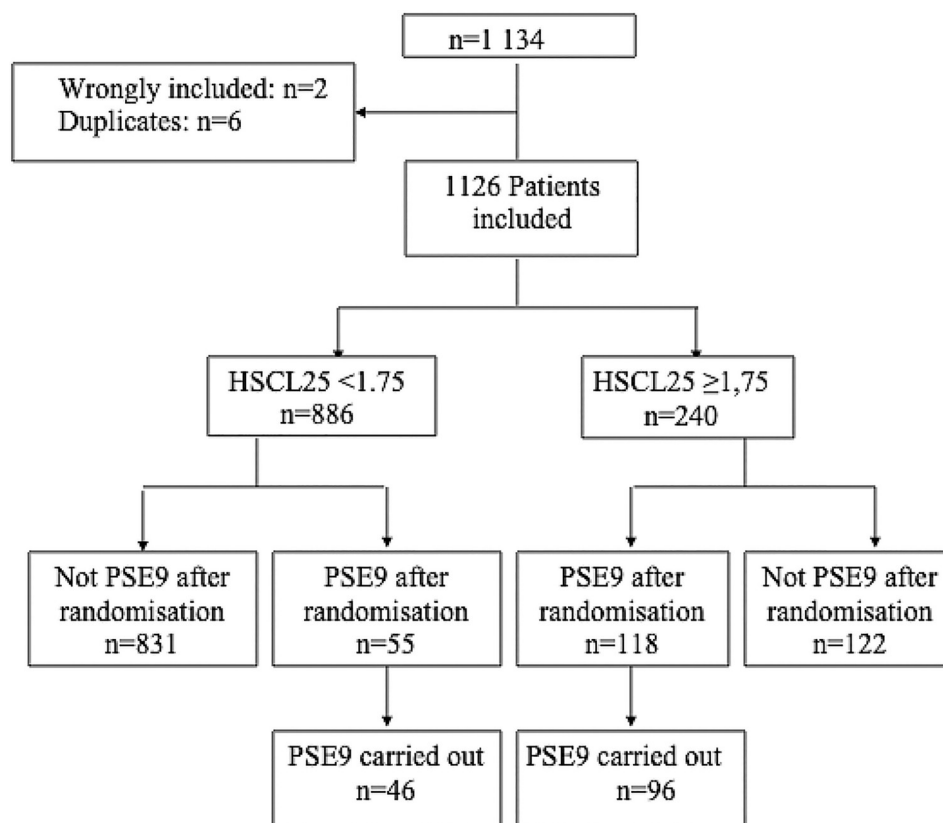 n=1 134
Wrongly included: n=2
Duplicates: n=6
1126 Patients
included
HSCL25 <1.75
n=886
HSCL25 ≥1,75
n=240
Not PSE9 after
randomisation
n=831
PSE9 after
randomisation
n=55
PSE9 after
randomisation
n=118
Not PSE9 after
randomisation
n=122
PSE9 carried out
n=46
PSE9 carried out
n=96